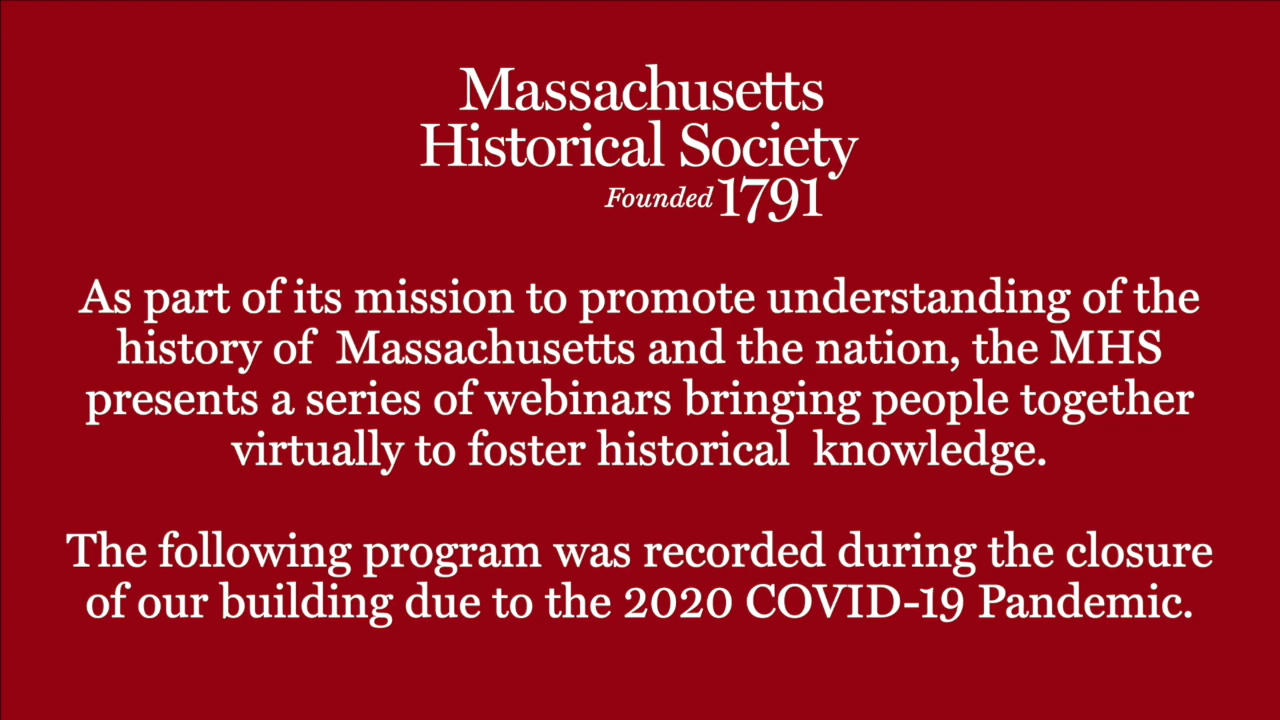 Massachusetts
Historical Society
Founded 1791
As part of its mission to promote understanding of the
history of Massachusetts and the nation, the MHS
presents a series of webinars bringing people together
virtually to foster historical knowledge.
The following program was recorded during the closure
of our building due to the 2020 COVID-19 Pandemic.